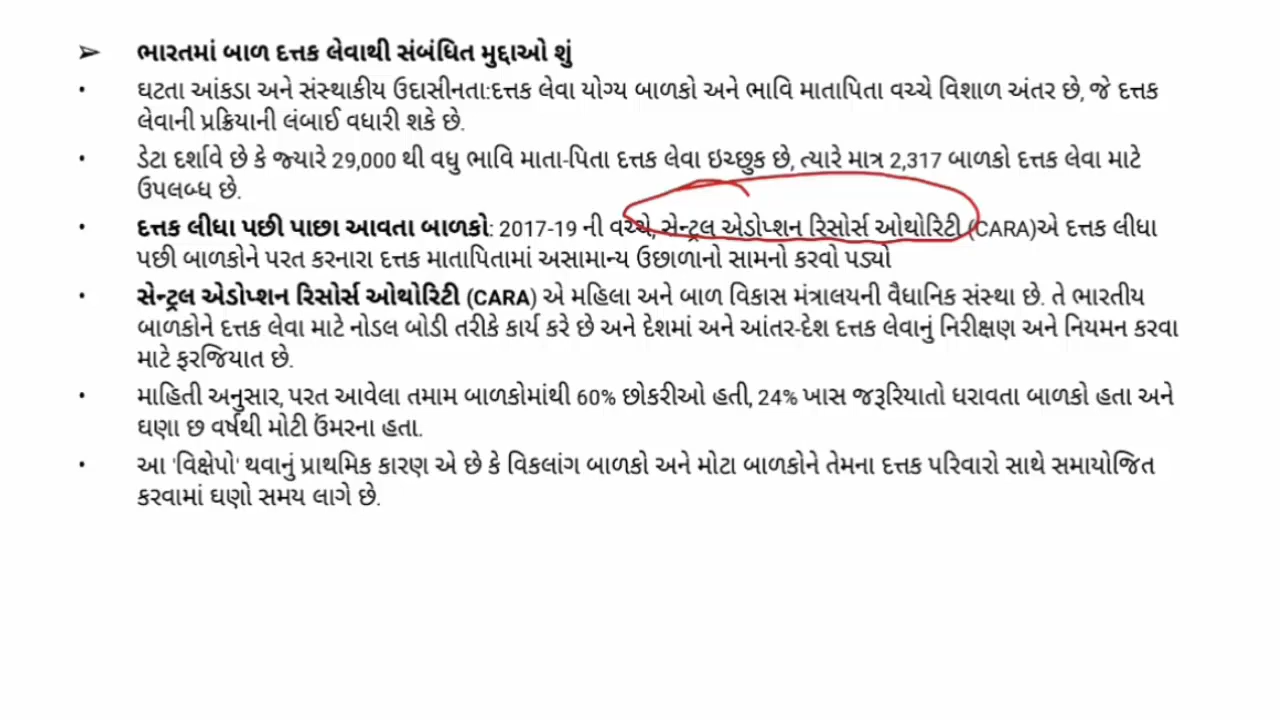 ➢ ભારતમાં બાળ દત્તક લેવાથી સંબંધિત મુદ્દાઓ શું
• ઘટતા આંકડા અને સંસ્થાકીય ઉદાસીનતા:દત્તક લેવા યોગ્ય બાળકો અને ભાવિ માતાપિતા વચ્ચે વિશાળ અંતર છે, જે દત્તક
લેવાની પ્રક્રિયાની લંબાઈ વધારી શકે છે.
• ડેટા દર્શાવે છે કે જ્યારે 29,000 થી વધુ ભાવિ માતા-પિતા દત્તક લેવા ઇચ્છુક છે, ત્યારે માત્ર 2,317 બાળકો દત્તક લેવા માટે
ઉપલબ્ધ છે.
• દત્તક લીધા પછી પાછા આવતા બાળકો: 2017-19 ની વચ્ચે, સેન્ટ્રલ એડોપ્શન રિસોર્સ ઓથોરિટી (CARA)એ દત્તક લીધા
પછી બાળકોને પરત કરનારા દત્તક માતાપિતામાં અસામાન્ય ઉછાળાનો સામનો કરવો પડ્યો
• સેન્ટ્રલ એડોપ્શન રિસોર્સ ઓથોરિટી (CARA) એ મહિલા અને બાળ વિકાસ મંત્રાલયની વૈધાનિક સંસ્થા છે. તે ભારતીય
બાળકોને દત્તક લેવા માટે નોડલ બોડી તરીકે કાર્ય કરે છે અને દેશમાં અને આંતર-દેશ દત્તક લેવાનું નિરીક્ષણ અને નિયમન કરવા
માટે ફરજિયાત છે.
• માહિતી અનુસાર, પરત આવેલા તમામ બાળકોમાંથી 60% છોકરીઓ હતી, 24% ખાસ જરૂરિયાતો ધરાવતા બાળકો હતા અને
ઘણા છ વર્ષથી મોટી ઉંમરના હતા.
• આ 'વિક્ષેપો' થવાનું પ્રાથમિક કારણ એ છે કે વિકલાંગ બાળકો અને મોટા બાળકોને તેમના દત્તક પરિવારો સાથે સમાયોજિત
કરવામાં ઘણો સમય લાગે છે.